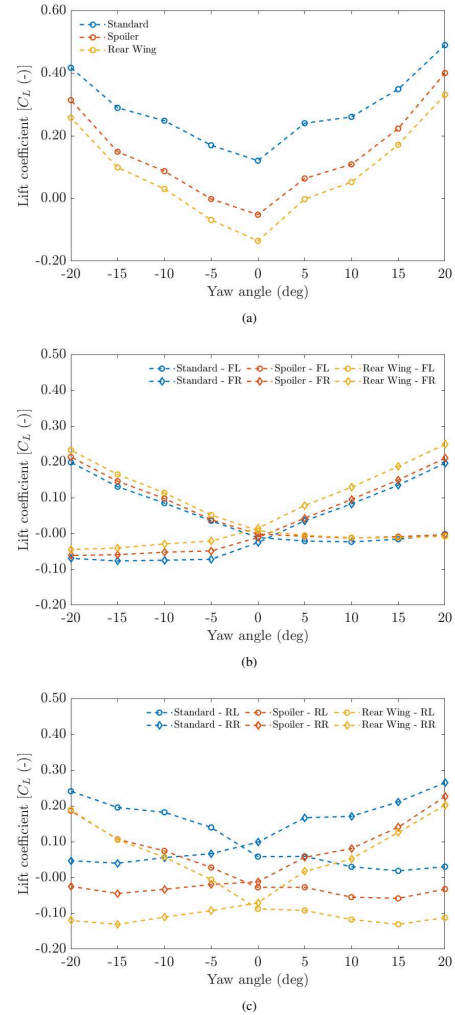 0.60
Standard
Spoiler
Rear Wing
0.40
0.20
0.00
-0.20
Lift coefficient [C_L (-)]
-20 -15 -10 -5 0 5 10 15 20
Yaw angle (deg)
(a)
0.50
Standard - FL Spoiler - FL Rear Wing - FL
Standard - FR Spoiler - FR Rear Wing - FR
0.40
0.30
0.20
0.10
-0.00
-0.10
-0.20
Lift coefficient [C_L (-)]
-20 -15 -10 -5 0 5 10 15 20
Yaw angle (deg)
(b)
0.50
Standard - RL Spoiler - RL Rear Wing - RL
Standard - RR Spoiler - RR Rear Wing - RR
0.40
0.30
0.20
0.10
-0.00
-0.10
-0.20
Lift coefficient [C_L (-)]
-20 -15 -10 -5 0 5 10 15 20
Yaw angle (deg)
(c)